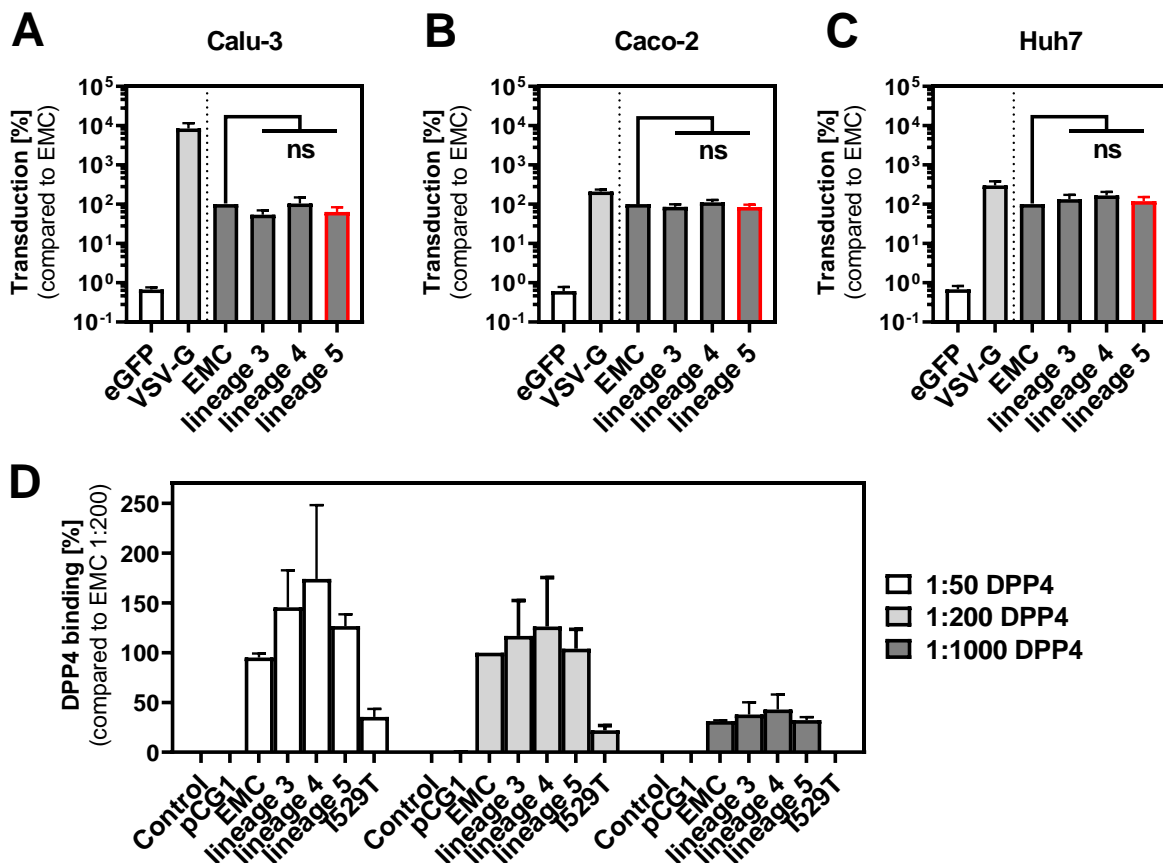 A
Calu-3
Transduction [%]
(compared to EMC)
10^5
10^4
10^3
10^2
10^1
10^0
10^-1
ns
eGFP
VSV-G
EMC
lineage 3
lineage 4
lineage 5
B
Caco-2
Transduction [%]
(compared to EMC)
10^5
10^4
10^3
10^2
10^1
10^0
10^-1
ns
eGFP
VSV-G
EMC
lineage 3
lineage 4
lineage 5
C
Huh7
Transduction [%]
(compared to EMC)
10^5
10^4
10^3
10^2
10^1
10^0
10^-1
ns
eGFP
VSV-G
EMC
lineage 3
lineage 4
lineage 5
D
DPP4 binding [%]
(compared to EMC 1:200)
250
200
150
100
50
0
Control
pCG1
EMC
lineage 3
lineage 4
lineage 5
I529T
Control
pCG1
EMC
lineage 3
lineage 4
lineage 5
I529T
Control
pCG1
EMC
lineage 3
lineage 4
lineage 5
I529T
1:50 DPP4
1:200 DPP4
1:1000 DPP4